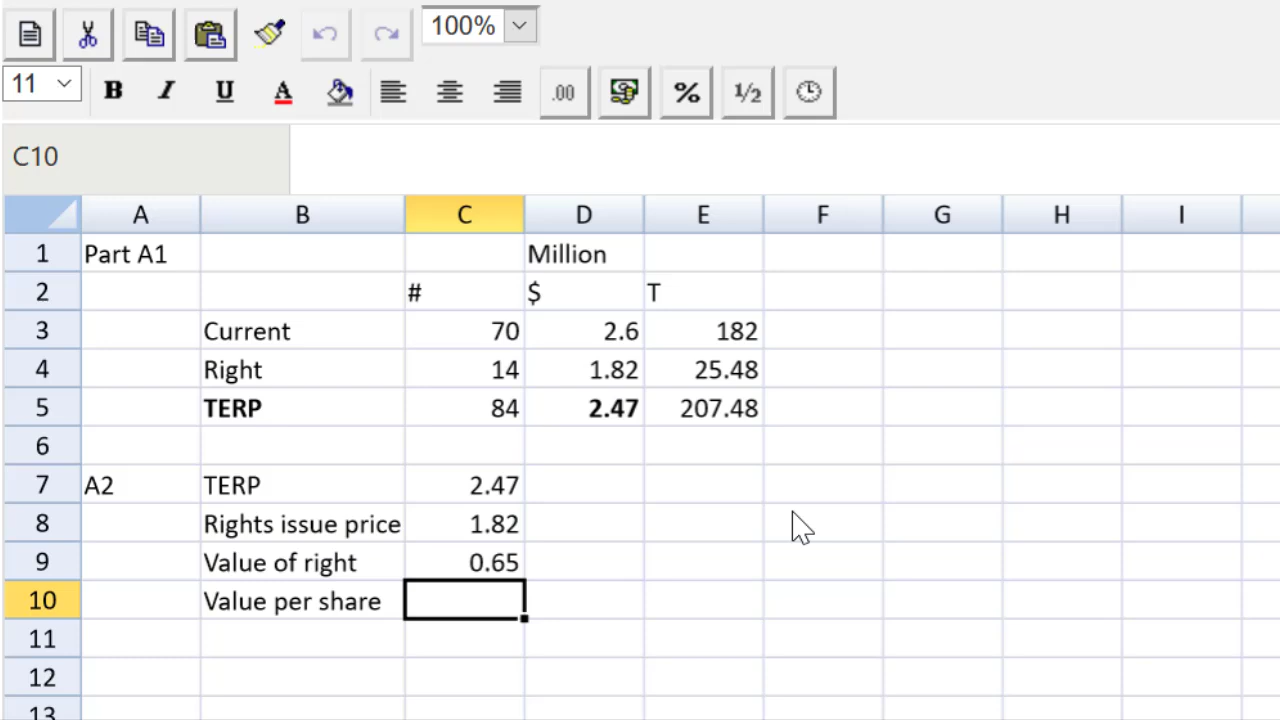 100%
11 B I U A .00 % 1/2
C10
A B C D E F G H I
1 Part A1 Million
2 # $ T
3 Current 70 2.6 182
4 Right 14 1.82 25.48
5 TERP 84 2.47 207.48
6
7 A2 TERP 2.47
8 Rights issue price 1.82
9 Value of right 0.65
10 Value per share
11
12
13